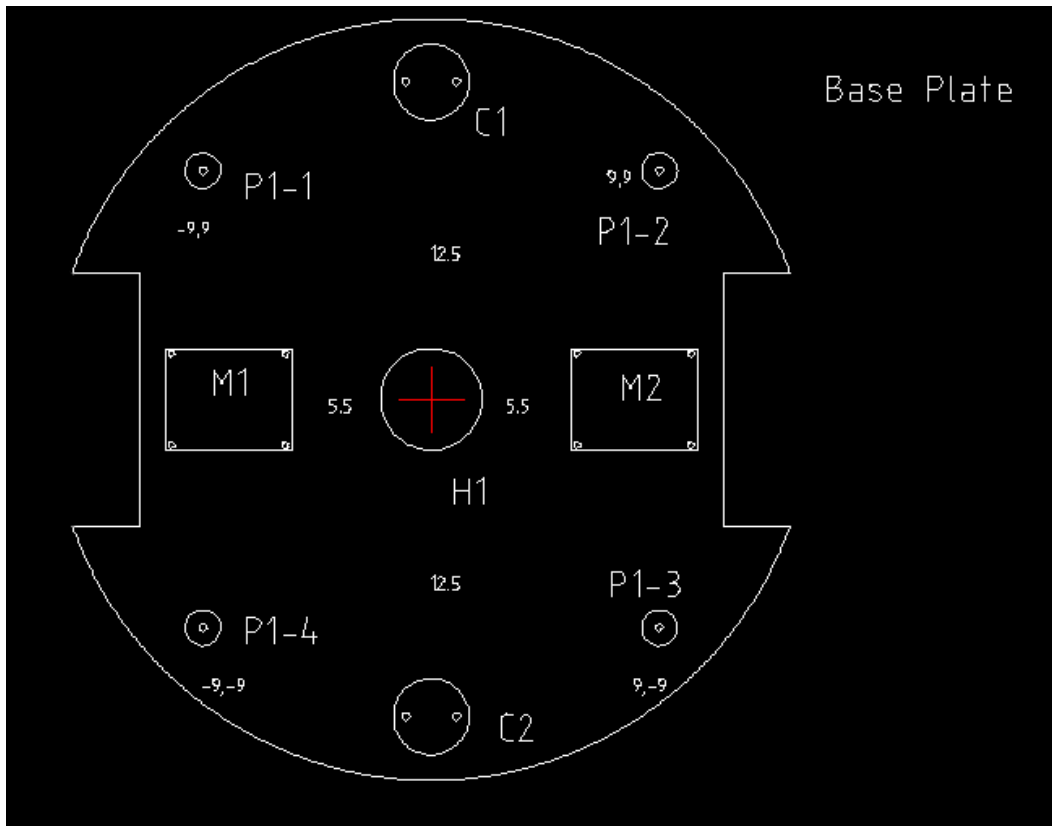 Base Plate
C1
P1-1
9,9
P1-2
-9,9
12.5
M1
M2
5.5
5.5
H1
12.5
P1-3
P1-4
-9,-9
9,-9
C2